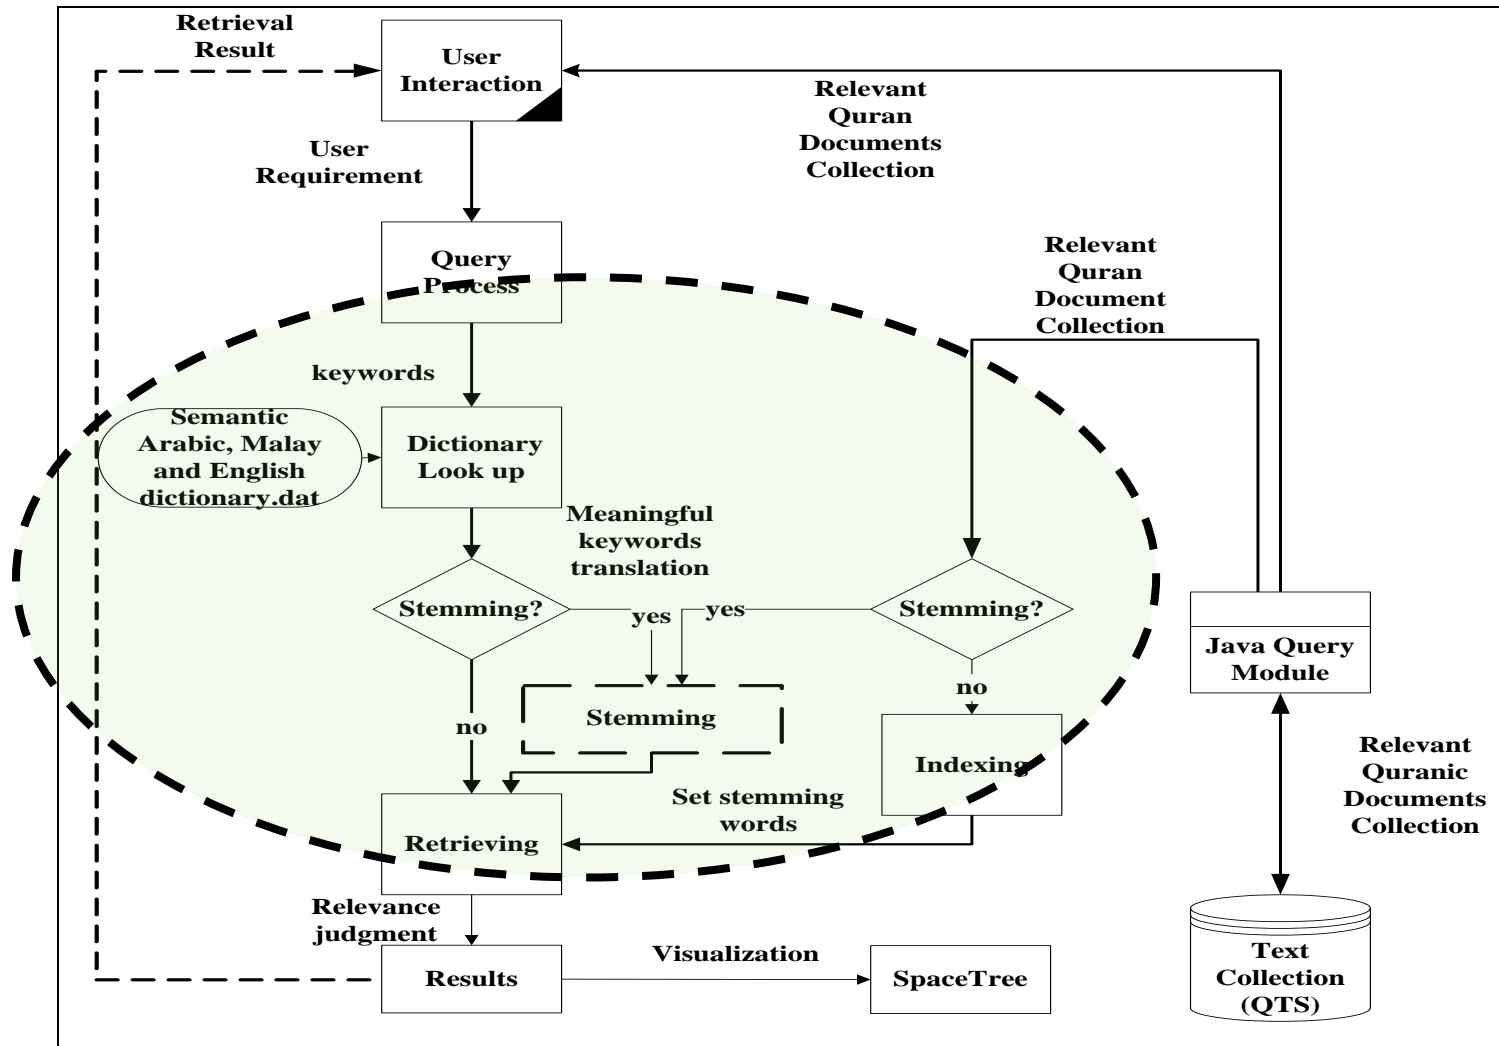 Retrieval
Result
User
Interaction
Relevant
Quran
Documents
Collection
User
Requirement
Query
Process
Relevant
Quran
Document
Collection
keywords
Semantic
Arabic, Malay
and English
dictionary.dat
Dictionary
Look up
Meaningful
keywords
translation
Stemming?
yes
yes
Stemming?
Java Query
Module
no
Stemming
no
Indexing
Relevant
Quranic
Documents
Collection
Set stemming
words
Retrieving
Relevance
judgment
Results
Visualization
SpaceTree
Text
Collection
(QTS)